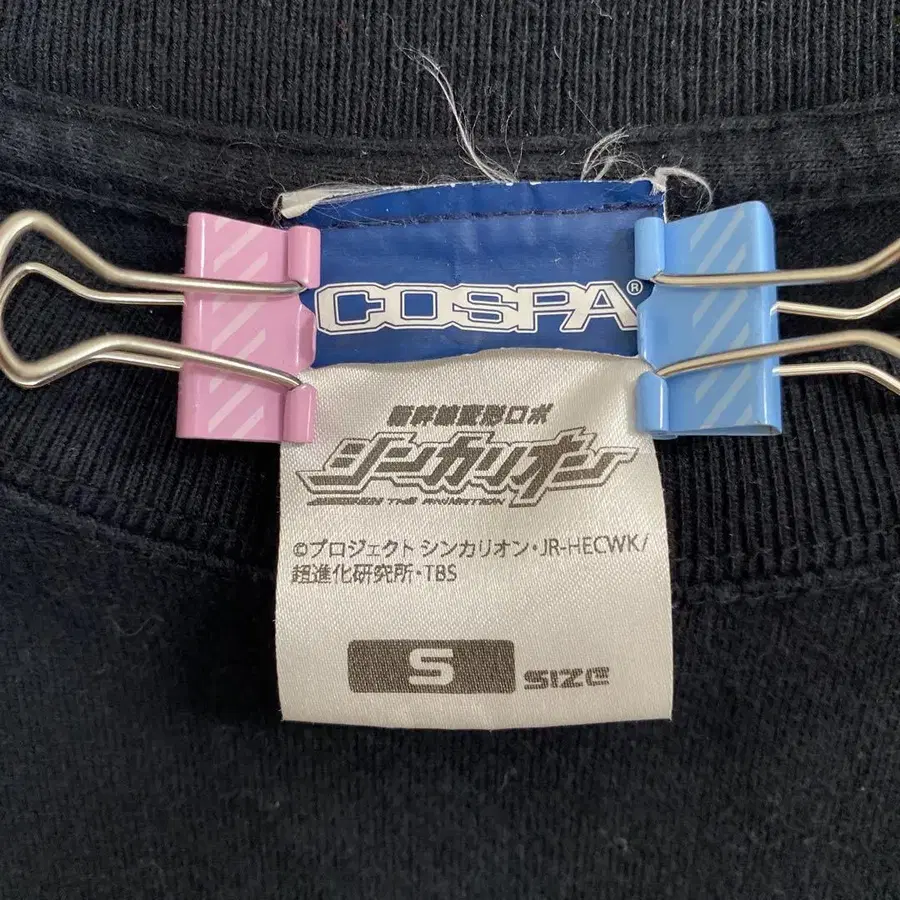 COSPA®
新幹線変形ロボ
シンカリオン
SHINKALION THE ANIMATION
©プロジェクト シンカリオン・JR-HECWK/
超進化研究所・TBS
S SIZE